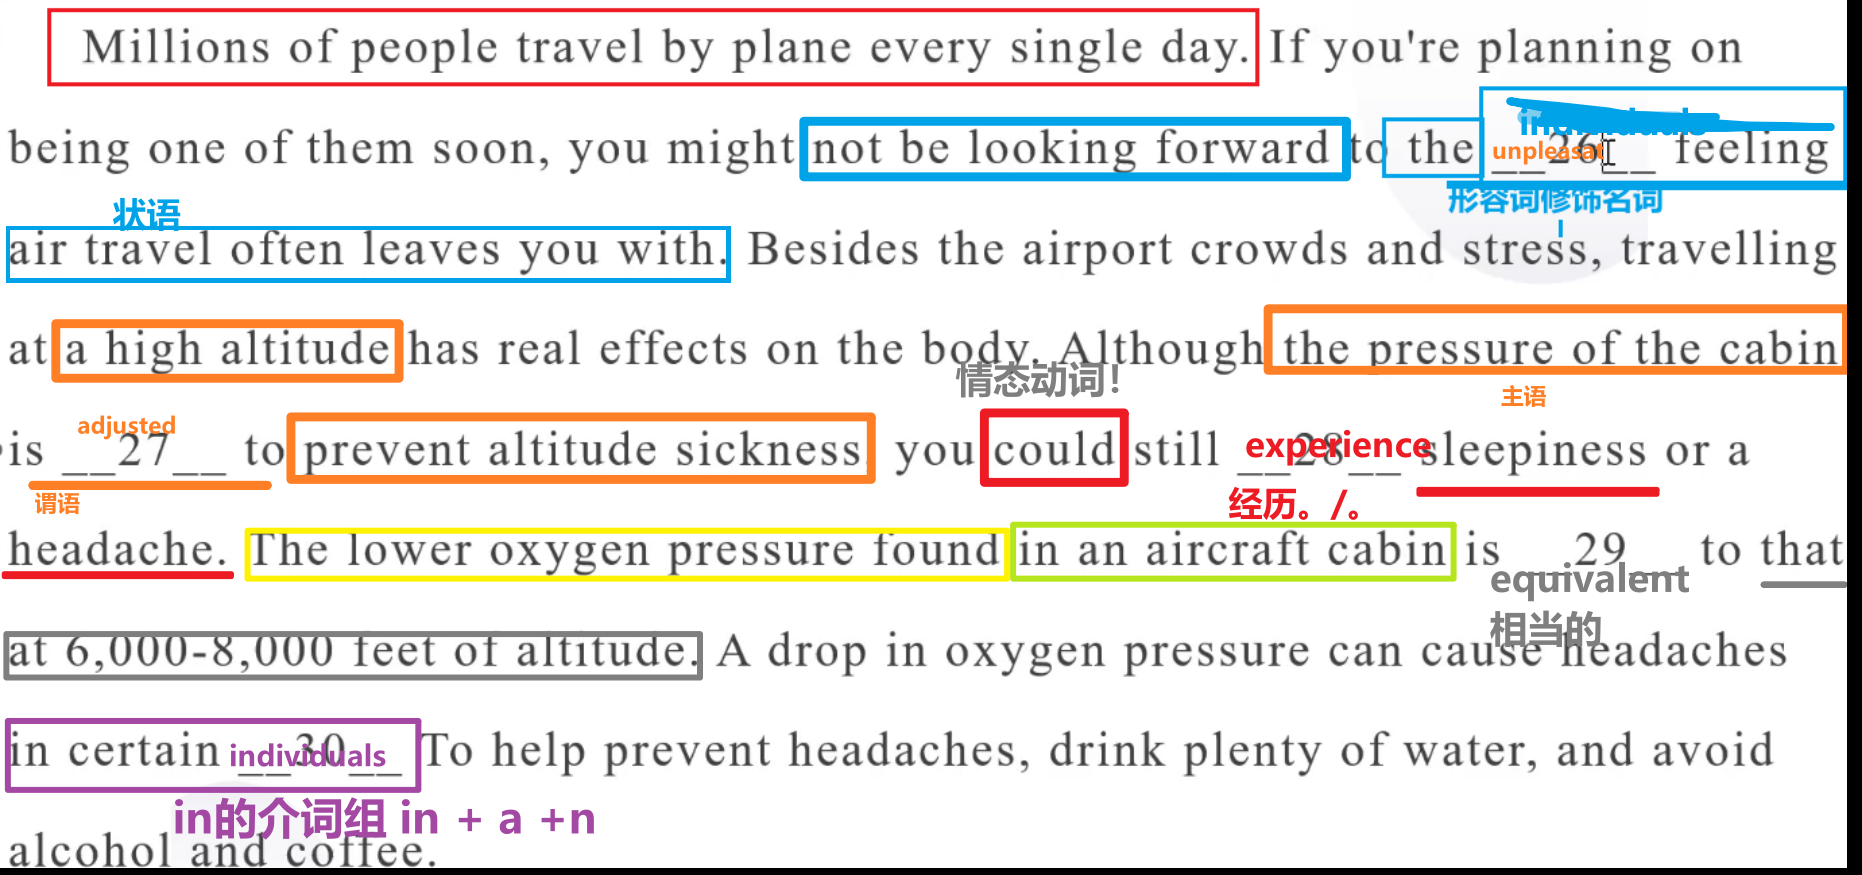 Millions of people travel by plane every single day. If you're planning on
being one of them soon, you might not be looking forward to the __26__ feeling
unpleasat
状语
形容词修饰名词
air travel often leaves you with. Besides the airport crowds and stress, travelling
at a high altitude has real effects on the body. Although the pressure of the cabin
情态动词!
主语
adjusted
is __27__ to prevent altitude sickness you could still __28__ sleepiness or a
experience
谓语
经历。/。
headache. The lower oxygen pressure found in an aircraft cabin is __29__ to that
equivalent
相当的
at 6,000-8,000 feet of altitude. A drop in oxygen pressure can cause headaches
in certain __30__ To help prevent headaches, drink plenty of water, and avoid
individuals
in的介词组 in + a +n
alcohol and coffee.